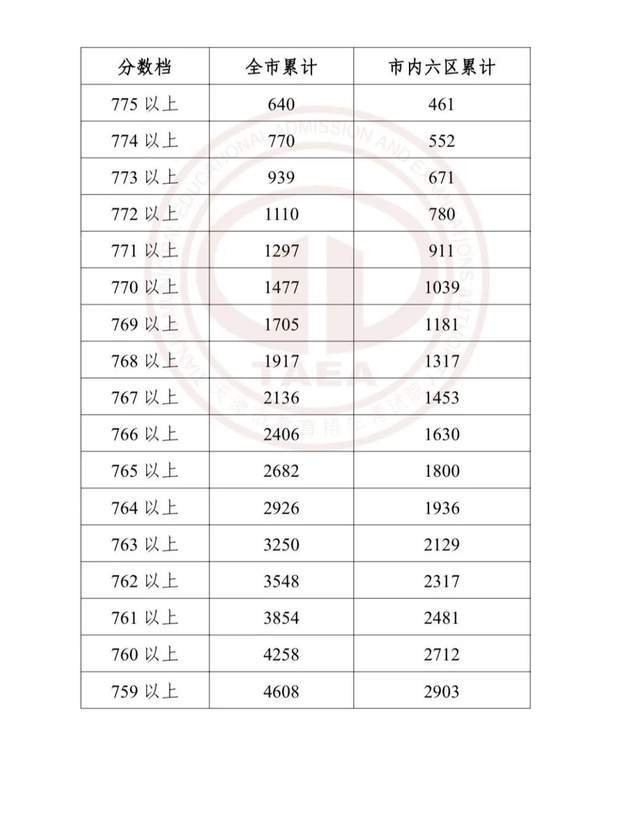 分数档 全市累计 市内六区累计
775 以上 640 461
774 以上 770 552
773 以上 939 671
772 以上 1110 780
771 以上 1297 911
770 以上 1477 1039
769 以上 1705 1181
768 以上 1917 1317
767 以上 2136 1453
766 以上 2406 1630
765 以上 2682 1800
764 以上 2926 1936
763 以上 3250 2129
762 以上 3548 2317
761 以上 3854 2481
760 以上 4258 2712
759 以上 4608 2903
TAEA